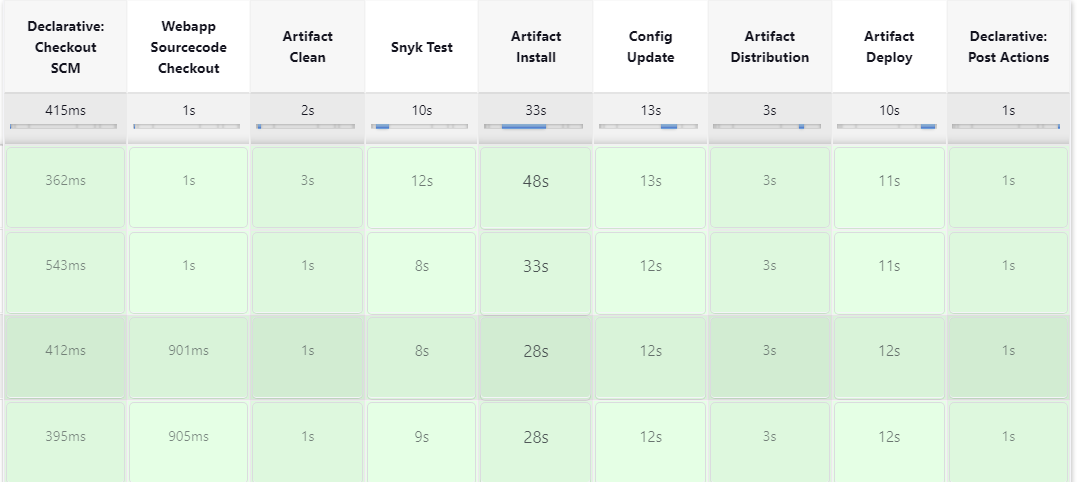 Declarative: Checkout SCM
Webapp Sourcecode Checkout
Artifact Clean
Snyk Test
Artifact Install
Config Update
Artifact Distribution
Artifact Deploy
Declarative: Post Actions
415ms 1s 2s 10s 33s 13s 3s 10s 1s
362ms 1s 3s 12s 48s 13s 3s 11s 1s
543ms 1s 1s 8s 33s 12s 3s 11s 1s
412ms 901ms 1s 8s 28s 12s 3s 12s 1s
395ms 905ms 1s 9s 28s 12s 3s 12s 1s